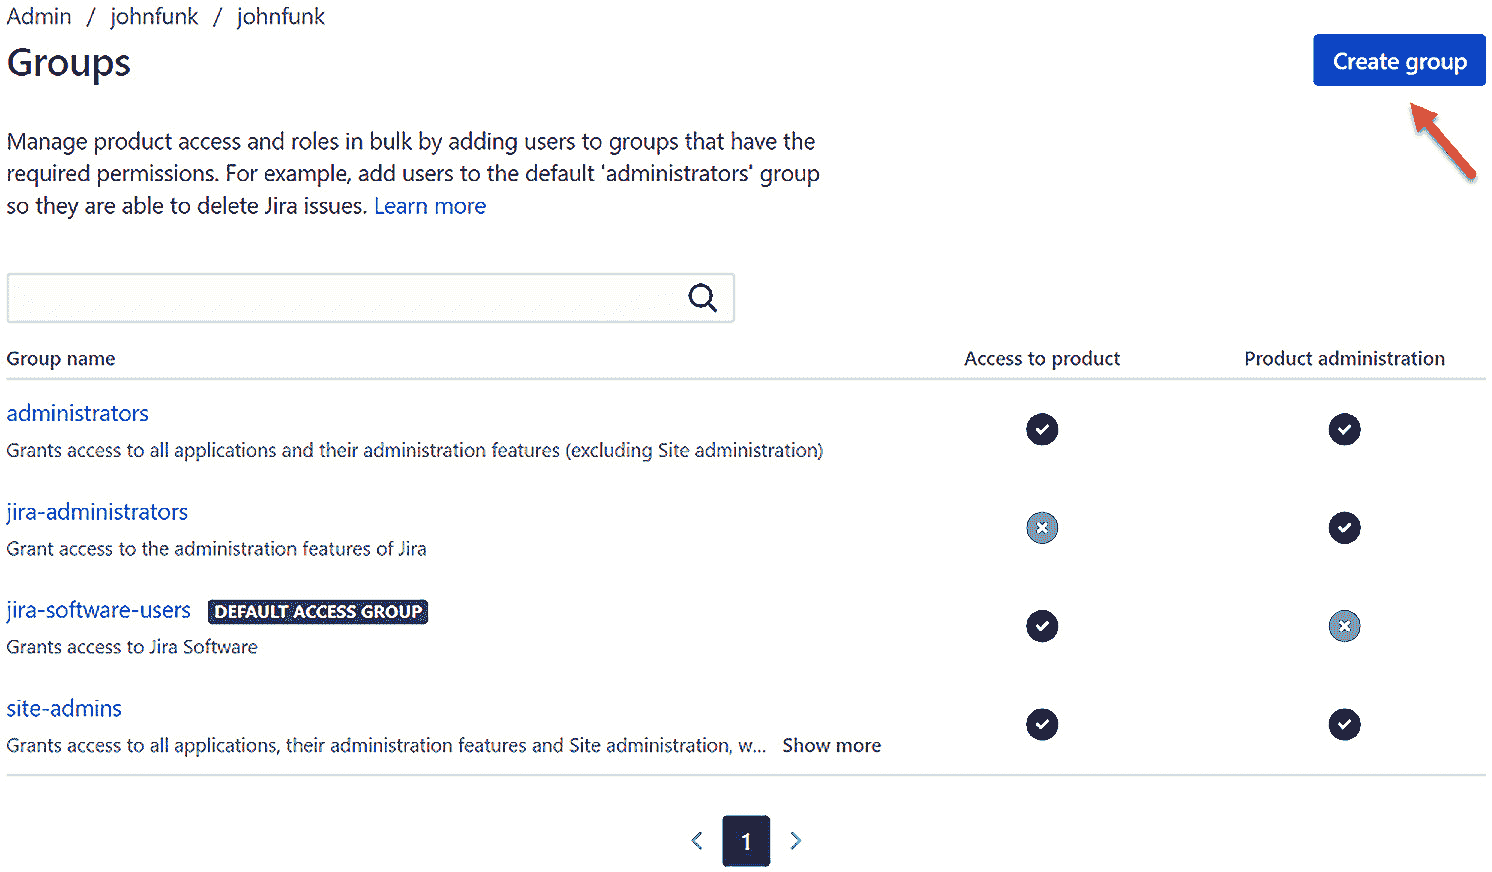 Admin / johnfunk / johnfunk
Groups
Create group
Manage product access and roles in bulk by adding users to groups that have the
required permissions. For example, add users to the default 'administrators' group
so they are able to delete Jira issues. Learn more
Group name Access to product Product administration
administrators
Grants access to all applications and their administration features (excluding Site administration)
jira-administrators
Grant access to the administration features of Jira
jira-software-users DEFAULT ACCESS GROUP
Grants access to Jira Software
site-admins
Grants access to all applications, their administration features and Site administration, w... Show more
1